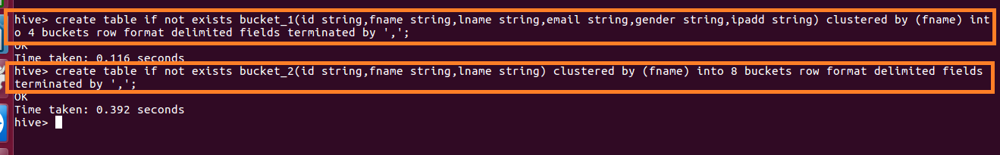 hive> create table if not exists bucket_1(id string,fname string,lname string,email string,gender string,ipadd string) clustered by (fname) int
o 4 buckets row format delimited fields terminated by ',';
OK
Time taken: 0.116 seconds
hive> create table if not exists bucket_2(id string,fname string,lname string) clustered by (fname) into 8 buckets row format delimited fields
terminated by ',';
OK
Time taken: 0.392 seconds
hive>